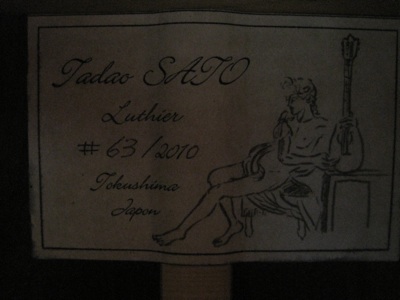 Tadao SATO
Luthier
# 63/2010
Tokushima
Japon